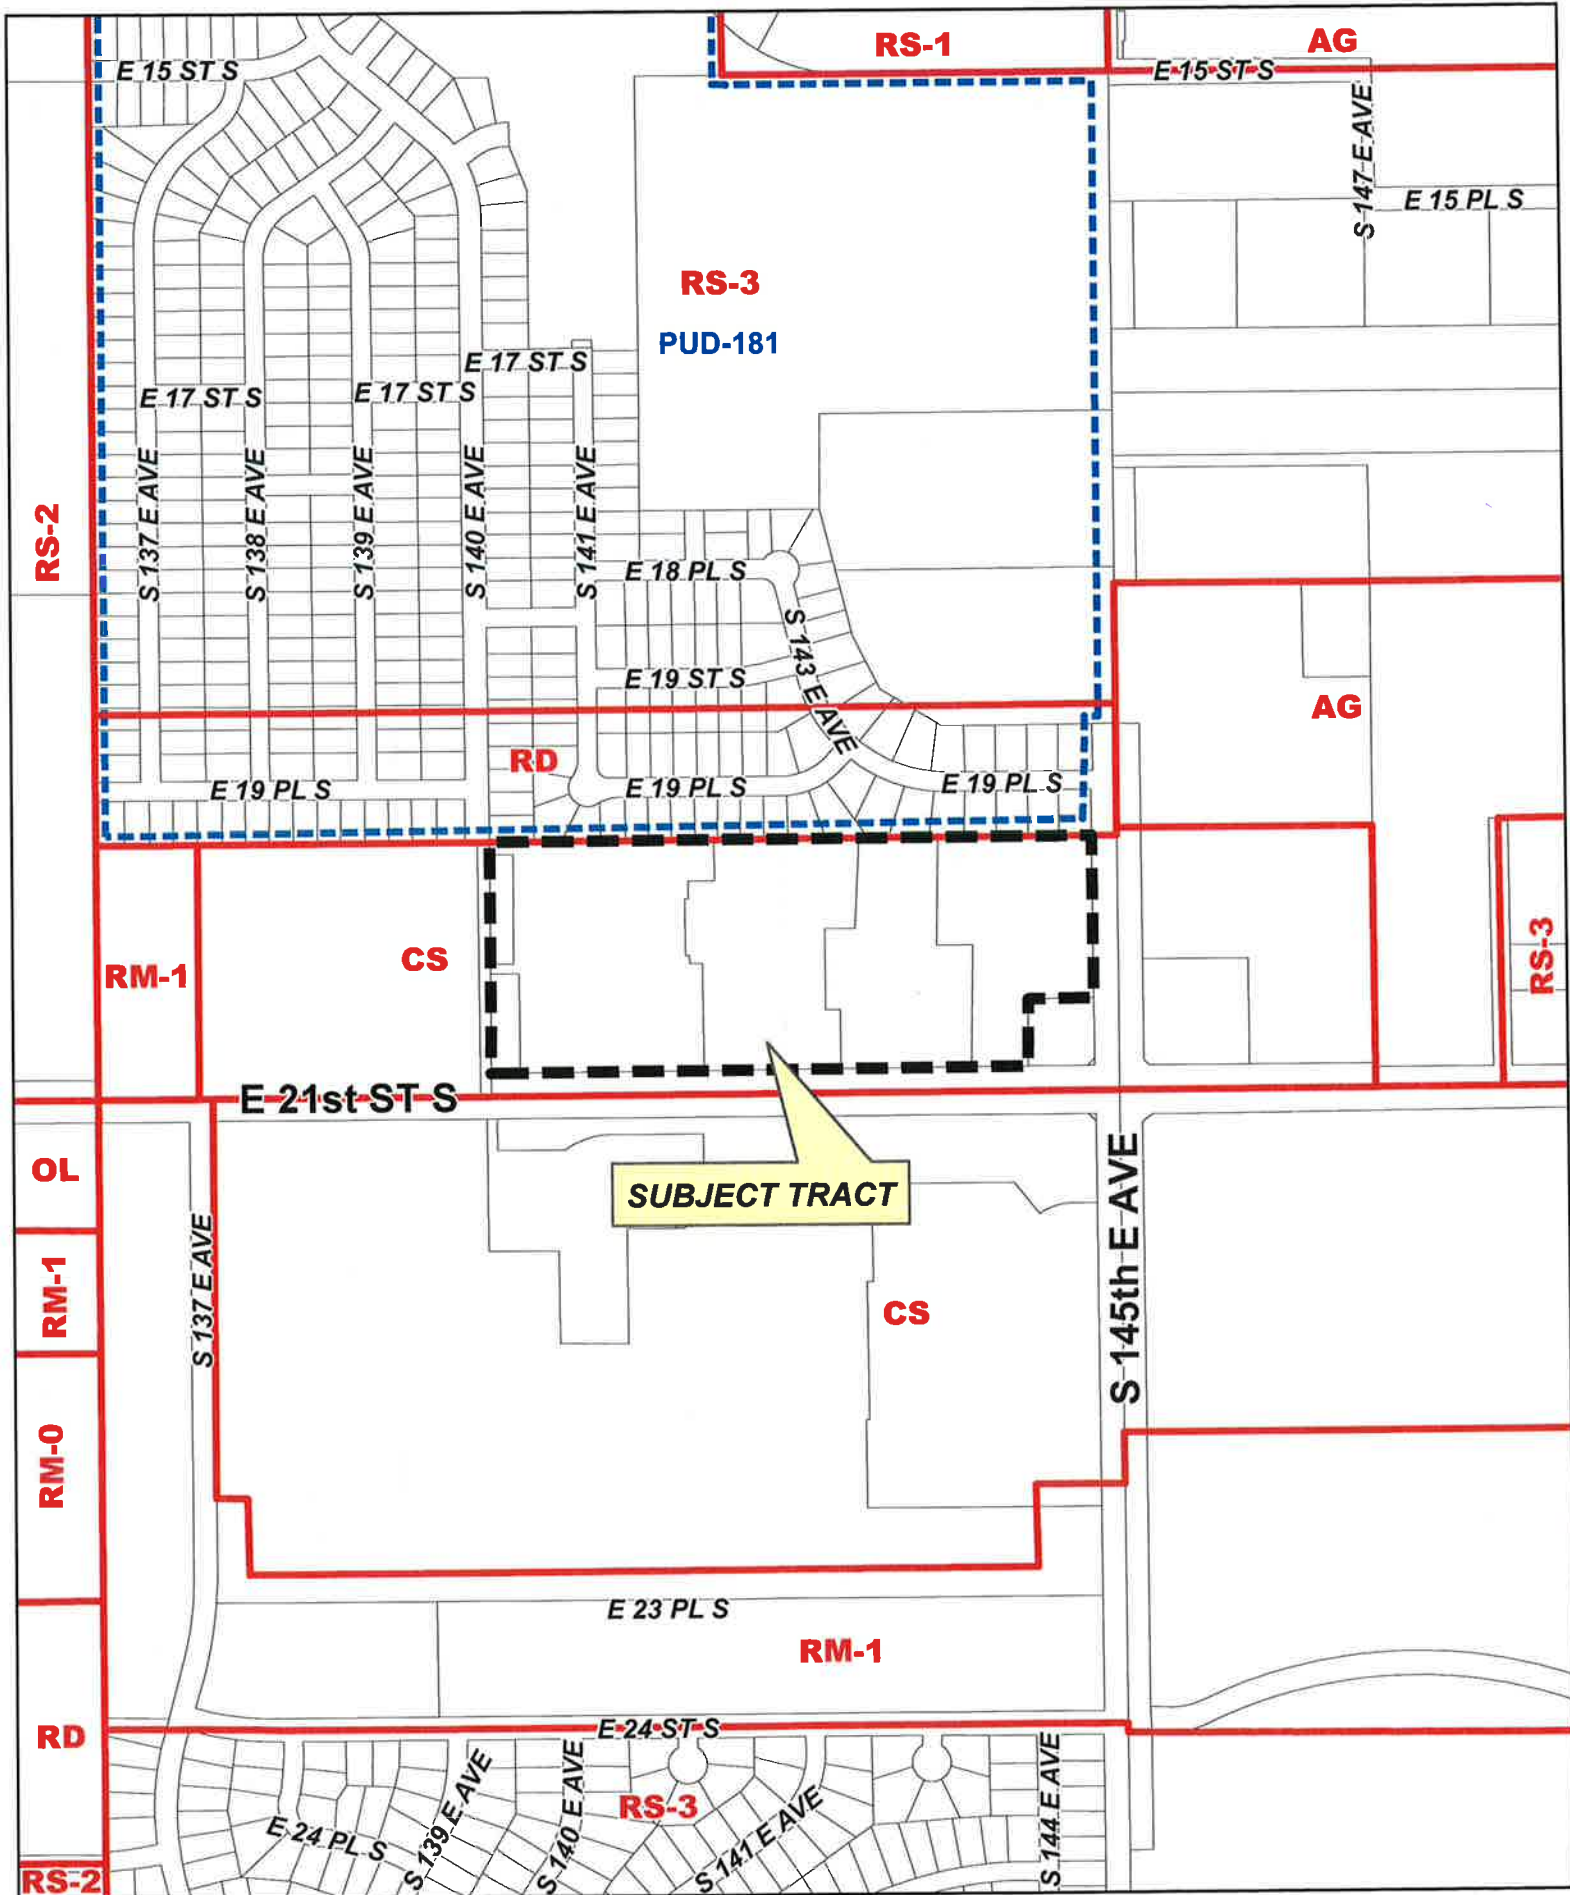 RS-1
AG
E 15 ST S
E 15 ST S
S 147 E AVE
E 15 PL S
RS-3
PUD-181
E 17 ST S
E 17 ST S
E 17 ST S
RS-2
S 137 E AVE
S 138 E AVE
S 139 E AVE
S 140 E AVE
S 141 E AVE
E 18 PL S
S 143 E AVE
E 19 ST S
AG
RD
E 19 PL S
E 19 PL S
E 19 PL S
RM-1
CS
RS-3
E 21st ST S
OL
SUBJECT TRACT
S 145th E AVE
S 137 E AVE
RM-1
CS
RM-0
E 23 PL S
RM-1
RD
E 24 ST S
RS-3
E 24 PL S
S 139 E AVE
S 140 E AVE
S 141 E AVE
S 144 E AVE
RS-2